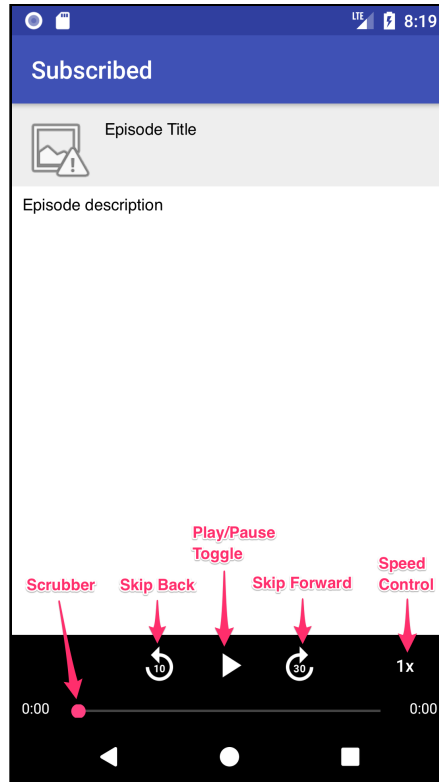 LTE 8:19
Subscribed
Episode Title
Episode description
Play/Pause
Toggle
Speed
Control
Scrubber
Skip Back
Skip Forward
10
30
1x
0:00
0:00